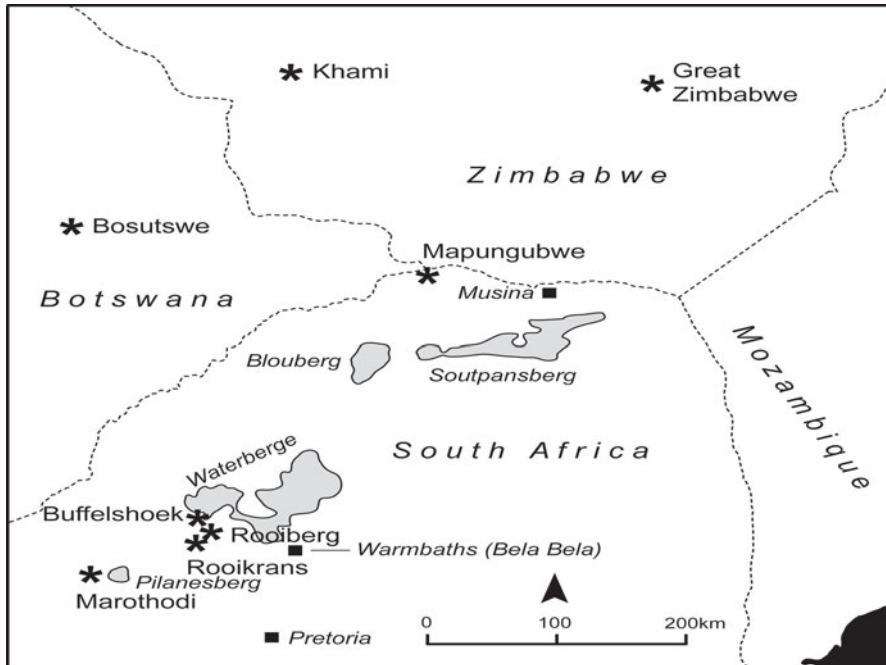 Khami
Great
Zimbabwe
Zimbabwe
Bosutswe
Mapungubwe
Botswana
Musina
Mozambique
Blouberg
Soutpansberg
South Africa
Waterberge
Buffelshoek
Rooiberg
Warmbaths (Bela Bela)
Rooikrans
Pilanesberg
Marothodi
0 100 200km
Pretoria